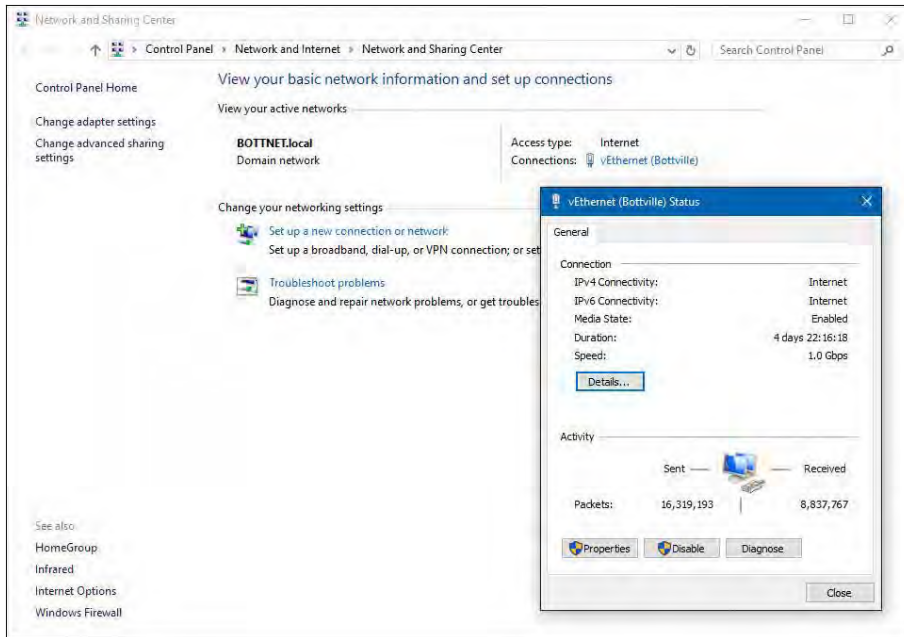 Network and Sharing Center
Control Panel › Network and Internet › Network and Sharing Center
Search Control Panel
Control Panel Home
Change adapter settings
Change advanced sharing
settings
View your basic network information and set up connections
View your active networks
BOTTNET.local
Domain network
Access type: Internet
Connections: vEthernet (Bottville)
Change your networking settings
Set up a new connection or network
Set up a broadband, dial-up, or VPN connection; or set
Troubleshoot problems
Diagnose and repair network problems, or get troubles
See also
HomeGroup
Infrared
Internet Options
Windows Firewall
vEthernet (Bottville) Status
General
Connection
IPv4 Connectivity: Internet
IPv6 Connectivity: Internet
Media State: Enabled
Duration: 4 days 22:16:18
Speed: 1.0 Gbps
Details...
Activity
Sent — Received
Packets: 16,319,193 | 8,837,767
Properties Disable Diagnose
Close